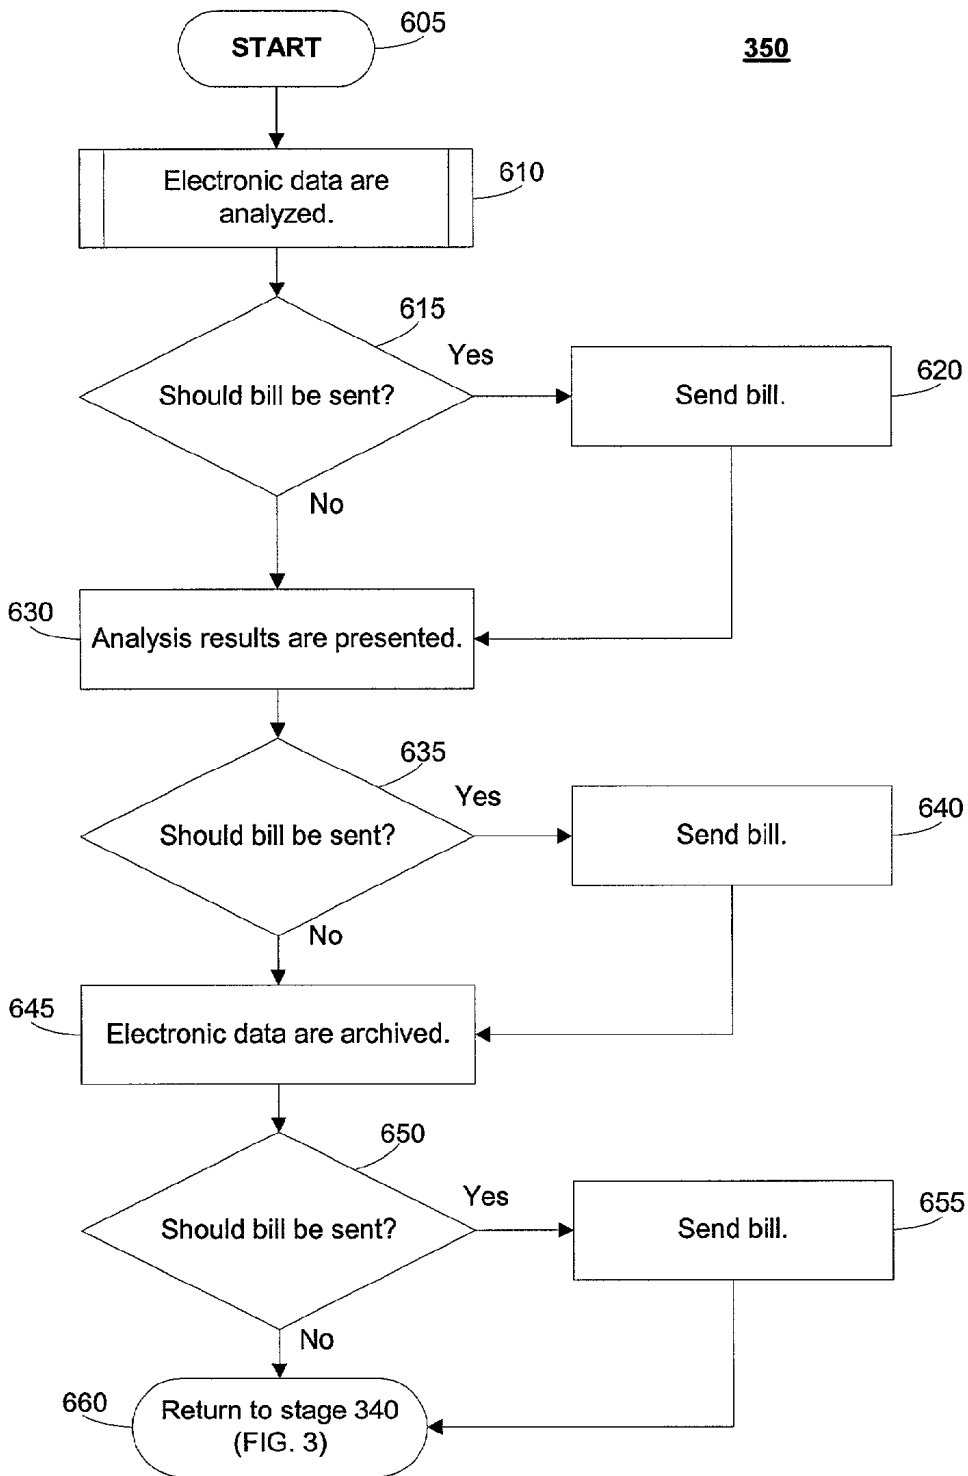 605
START
350
Electronic data are
analyzed.
610
615
Yes
Should bill be sent?
Send bill.
620
No
630
Analysis results are presented.
635
Yes
Should bill be sent?
Send bill.
640
No
645
Electronic data are archived.
650
Yes
Should bill be sent?
Send bill.
655
No
660
Return to stage 340
(FIG. 3)